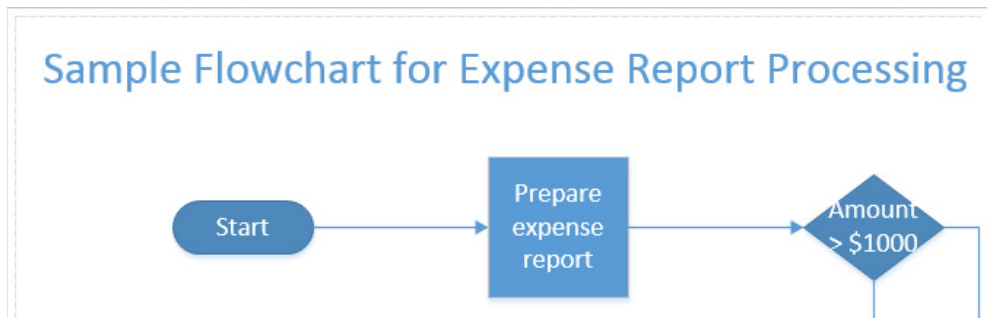 Sample Flowchart for Expense Report Processing
Start
Prepare
expense
report
Amount
> $1000